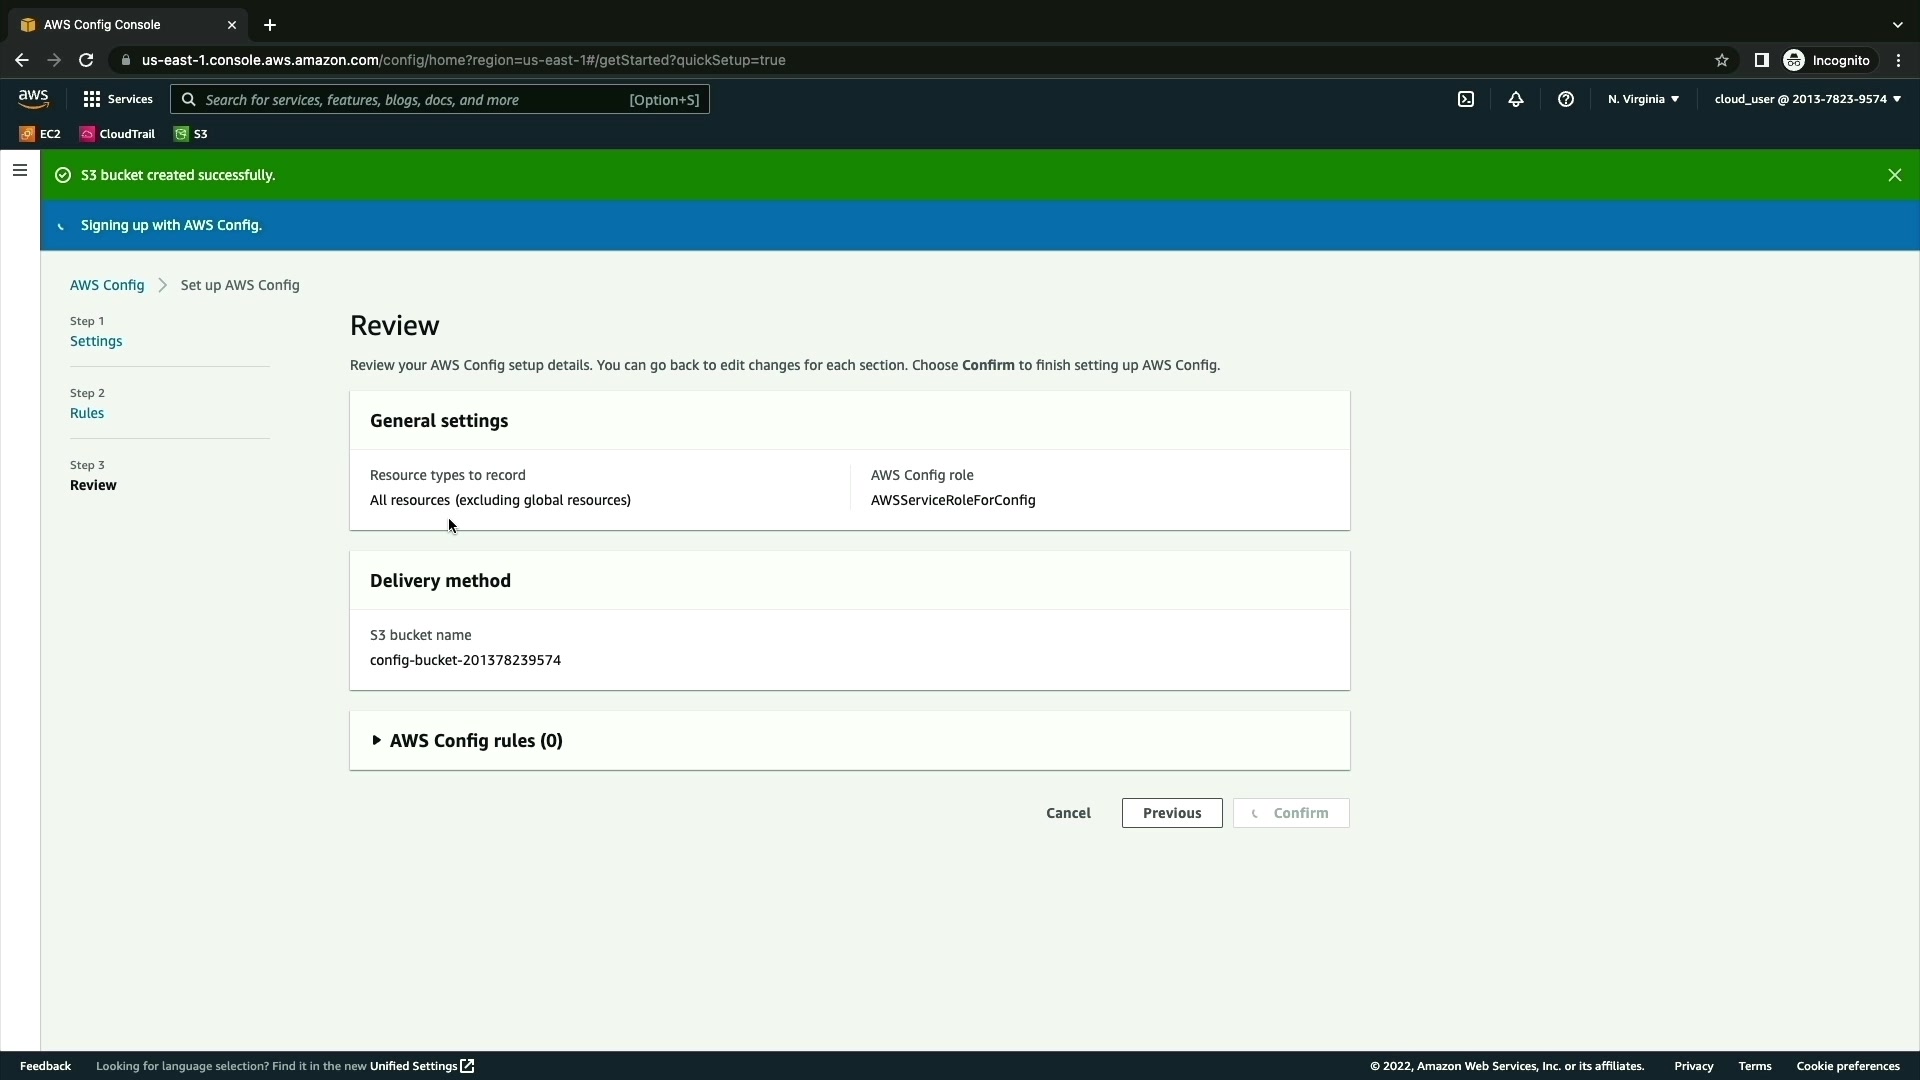 AWS Config Console
us-east-1.console.aws.amazon.com/config/home?region=us-east-1#/getStarted?quickSetup=true
Incognito
aws
Services
Search for services, features, blogs, docs, and more
[Option+S]
N. Virginia
cloud_user @ 2013-7823-9574
EC2
CloudTrail
S3
S3 bucket created successfully.
Signing up with AWS Config.
AWS Config
Set up AWS Config
Step 1
Settings
Step 2
Rules
Step 3
Review
Review
Review your AWS Config setup details. You can go back to edit changes for each section. Choose Confirm to finish setting up AWS Config.
General settings
Resource types to record
All resources (excluding global resources)
AWS Config role
AWSServiceRoleForConfig
Delivery method
S3 bucket name
config-bucket-201378239574
AWS Config rules (0)
Cancel
Previous
Confirm
Feedback
Looking for language selection? Find it in the new Unified Settings
© 2022, Amazon Web Services, Inc. or its affiliates.
Privacy
Terms
Cookie preferences